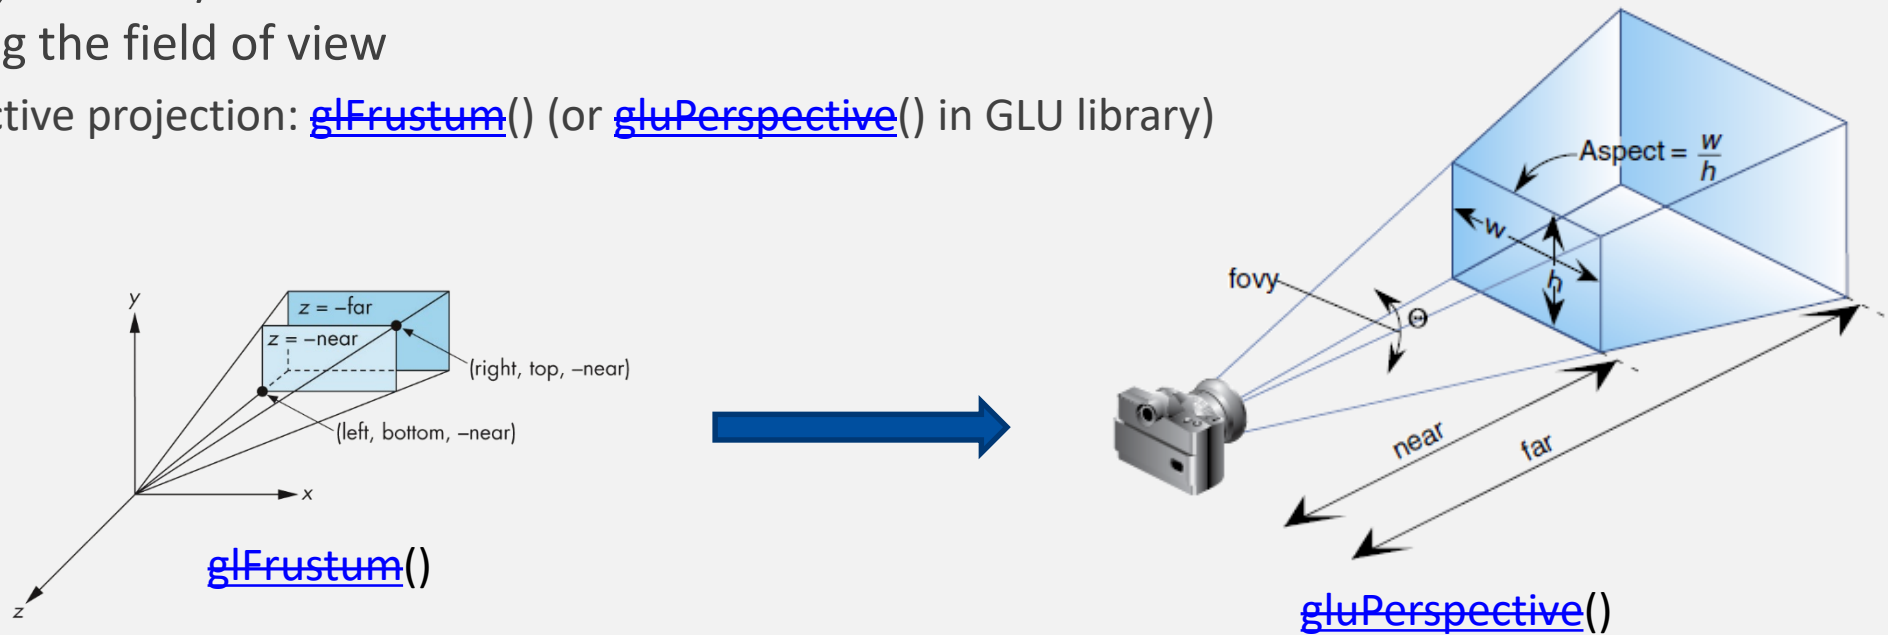 g the field of view
ctive projection: glFrustum() (or gluPerspective() in GLU library)
y
z = –far
z = –near
(right, top, –near)
(left, bottom, –near)
x
z
glFrustum()
Aspect = w/h
w
h
fovy
Θ
near
far
gluPerspective()